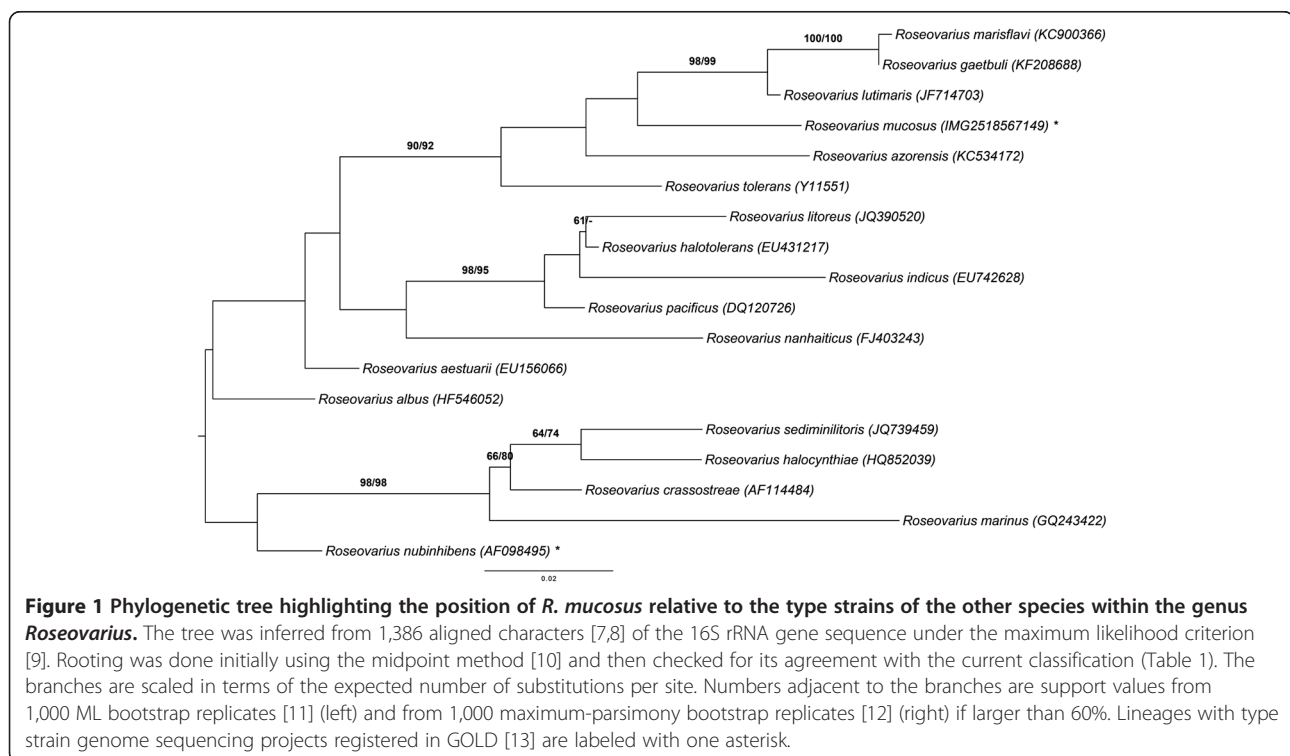 100/100
Roseovarius marisflavi (KC900366)
98/99
Roseovarius gaetbuli (KF208688)
Roseovarius lutimaris (JF714703)
Roseovarius mucosus (IMG2518567149) *
90/92
Roseovarius azorensis (KC534172)
Roseovarius tolerans (Y11551)
61/-
Roseovarius litoreus (JQ390520)
Roseovarius halotolerans (EU431217)
98/95
Roseovarius indicus (EU742628)
Roseovarius pacificus (DQ120726)
Roseovarius nanhaiticus (FJ403243)
Roseovarius aestuarii (EU156066)
Roseovarius albus (HF546052)
64/74
Roseovarius sediminilitoris (JQ739459)
66/80
Roseovarius halocynthiae (HQ852039)
98/98
Roseovarius crassostreae (AF114484)
Roseovarius marinus (GQ243422)
Roseovarius nubinhibens (AF098495) *
0.02
Figure 1 Phylogenetic tree highlighting the position of R. mucosus relative to the type strains of the other species within the genus
Roseovarius. The tree was inferred from 1,386 aligned characters [7,8] of the 16S rRNA gene sequence under the maximum likelihood criterion
[9]. Rooting was done initially using the midpoint method [10] and then checked for its agreement with the current classification (Table 1). The
branches are scaled in terms of the expected number of substitutions per site. Numbers adjacent to the branches are support values from
1,000 ML bootstrap replicates [11] (left) and from 1,000 maximum-parsimony bootstrap replicates [12] (right) if larger than 60%. Lineages with type
strain genome sequencing projects registered in GOLD [13] are labeled with one asterisk.